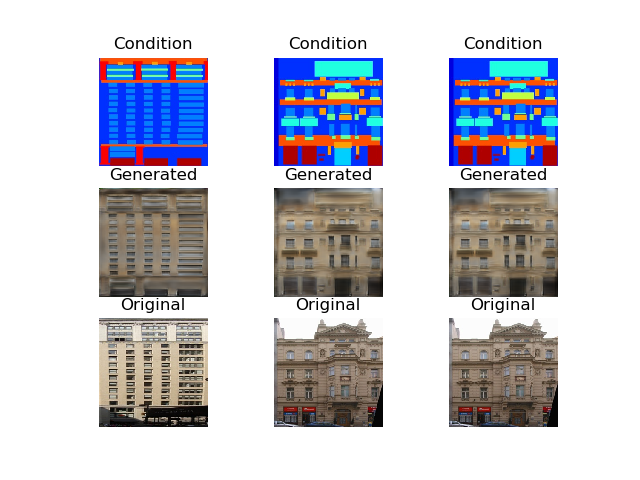 Condition Condition Condition
Generated Generated Generated
Original Original Original